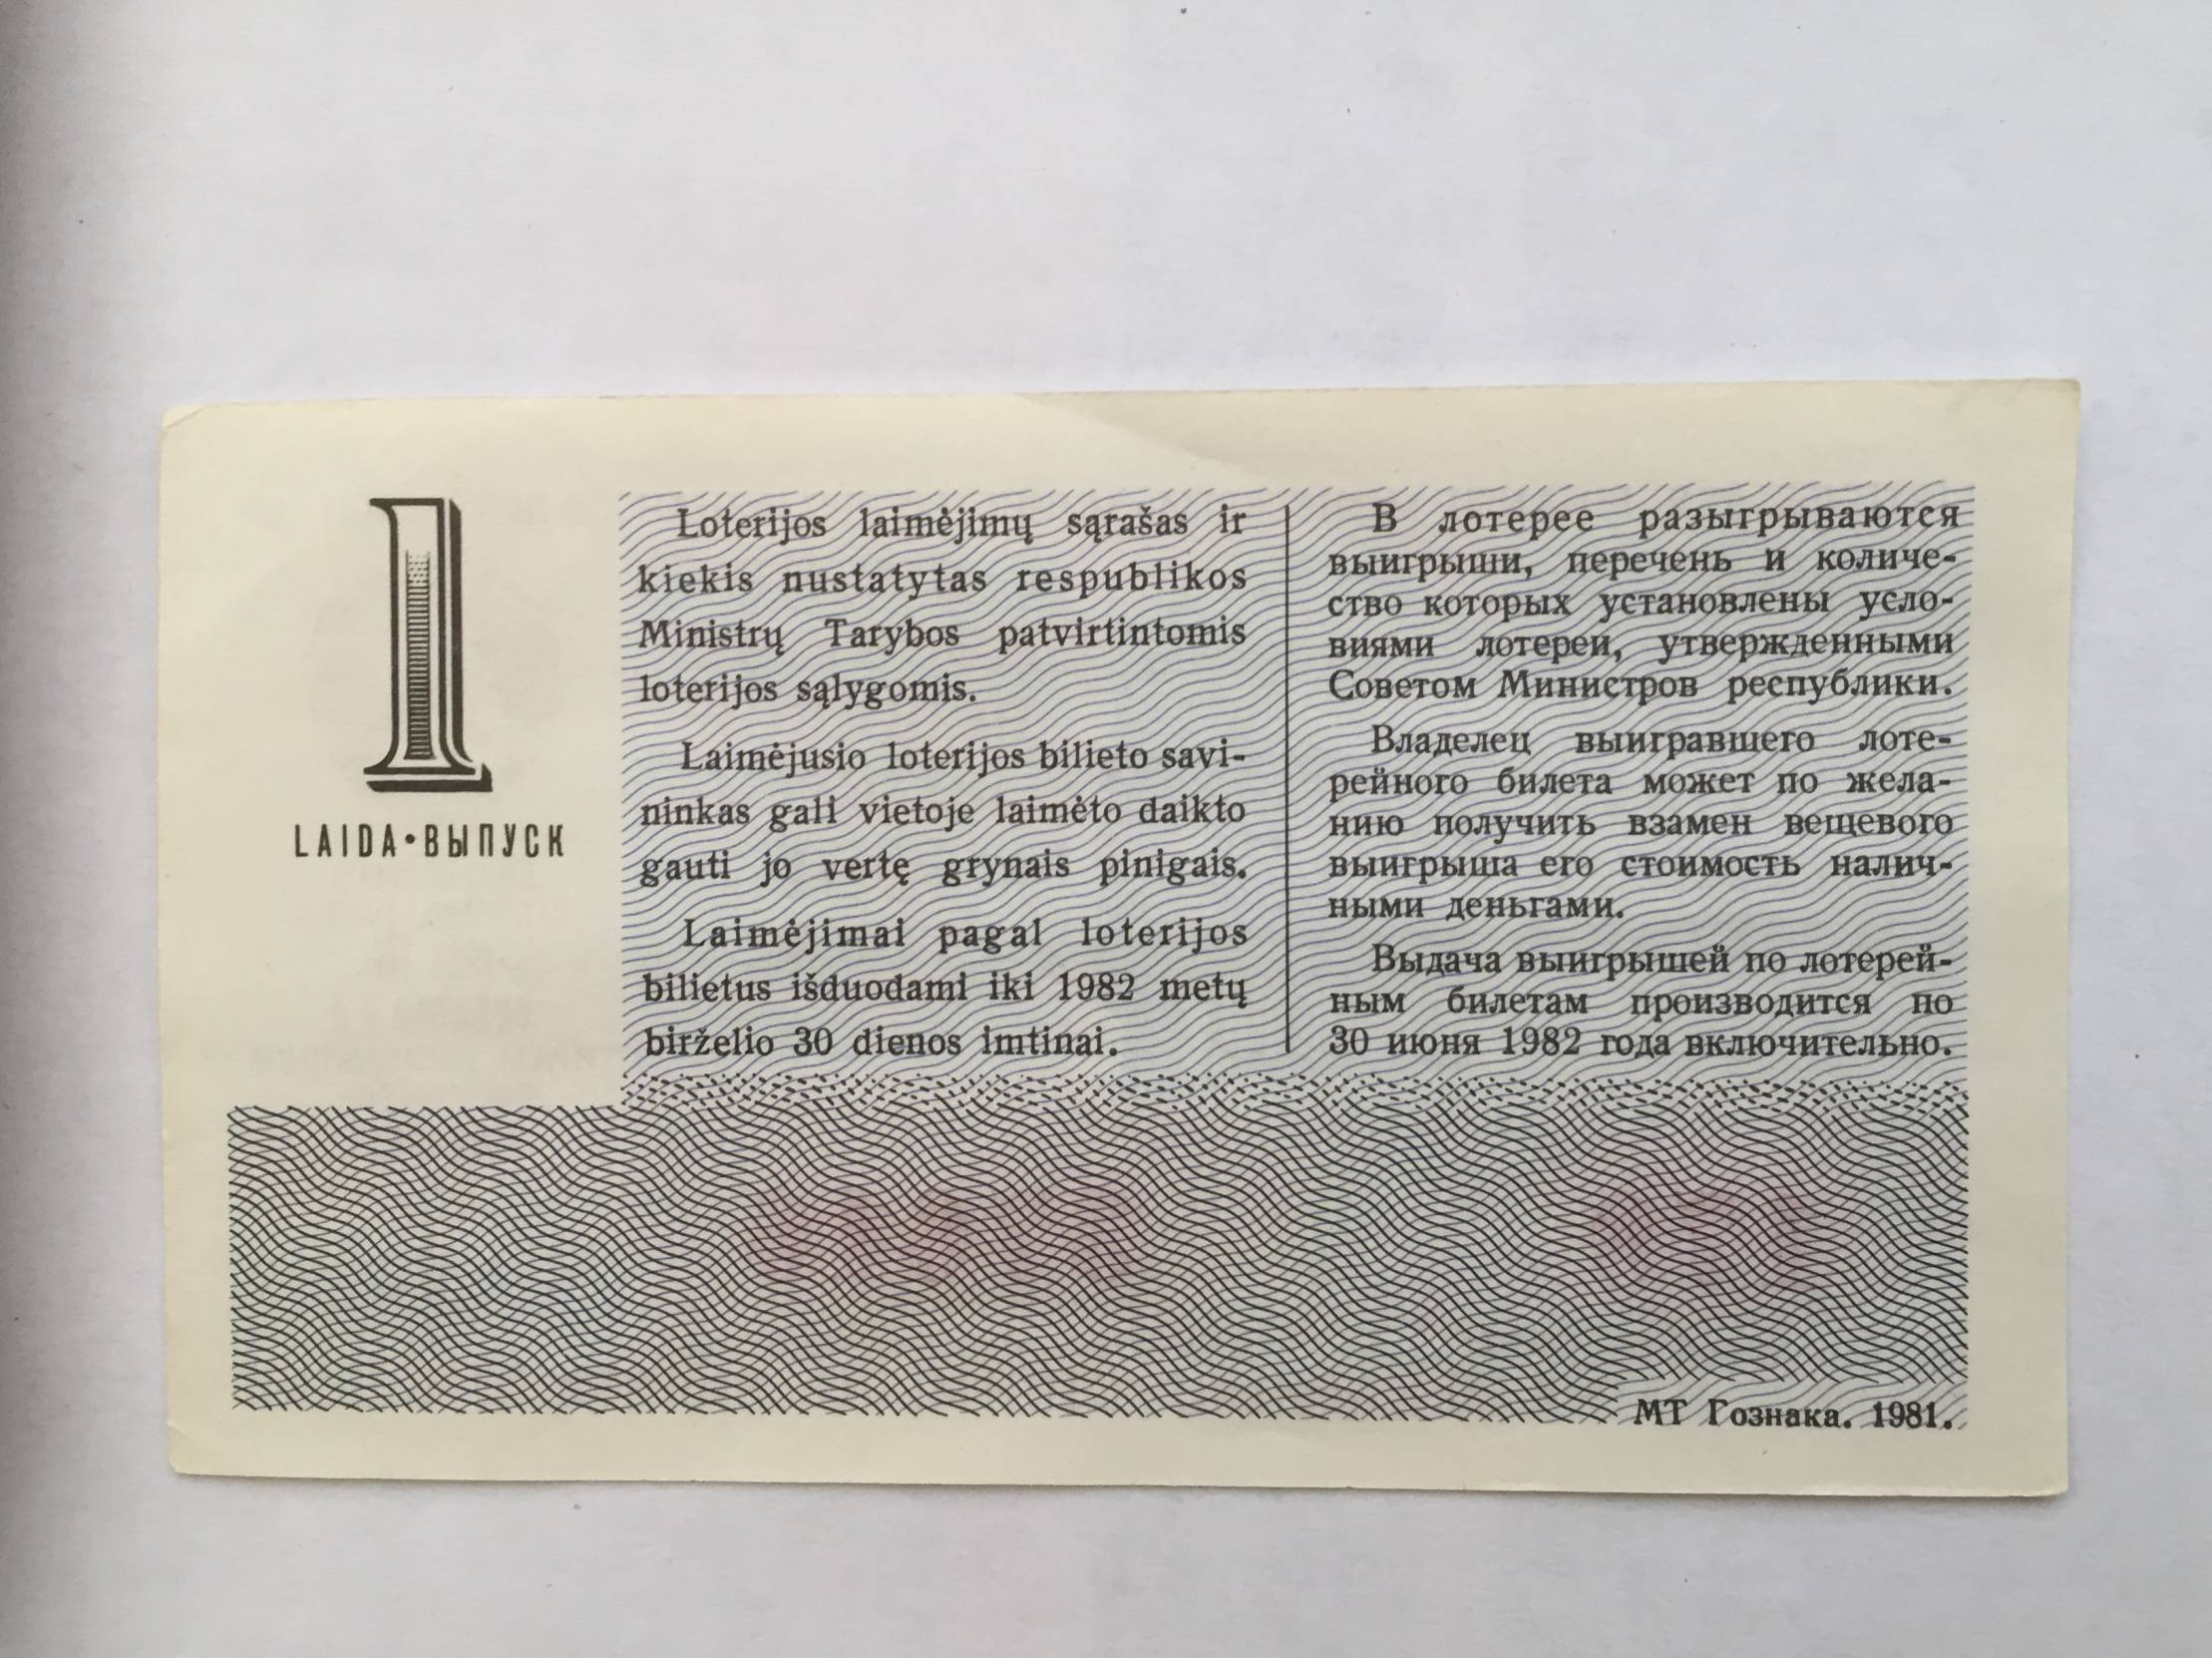 1
LAIDA•ВЫПУСК
Loterijos laimėjimų sąrašas ir
kiekis nustatytas respublikos
Ministrų Tarybos patvirtintomis
loterijos sąlygomis.
Laimėjusio loterijos bilieto savi-
ninkas gali vietoje laimėto daikto
gauti jo vertę grynais pinigais.
Laimėjimai pagal loterijos
bilietus išduodami iki 1982 metų
birželio 30 dienos imtinai.
В лотерее разыгрываются
выигрыши, перечень и количе-
ство которых установлены усло-
виями лотереи, утвержденными
Советом Министров республики.
Владелец выигравшего лоте-
рейного билета может по жела-
нию получить взамен вещевого
выигрыша его стоимость налич-
ными деньгами.
Выдача выигрышей по лотерей-
ным билетам производится по
30 июня 1982 года включительно.
МТ Гознака. 1981.